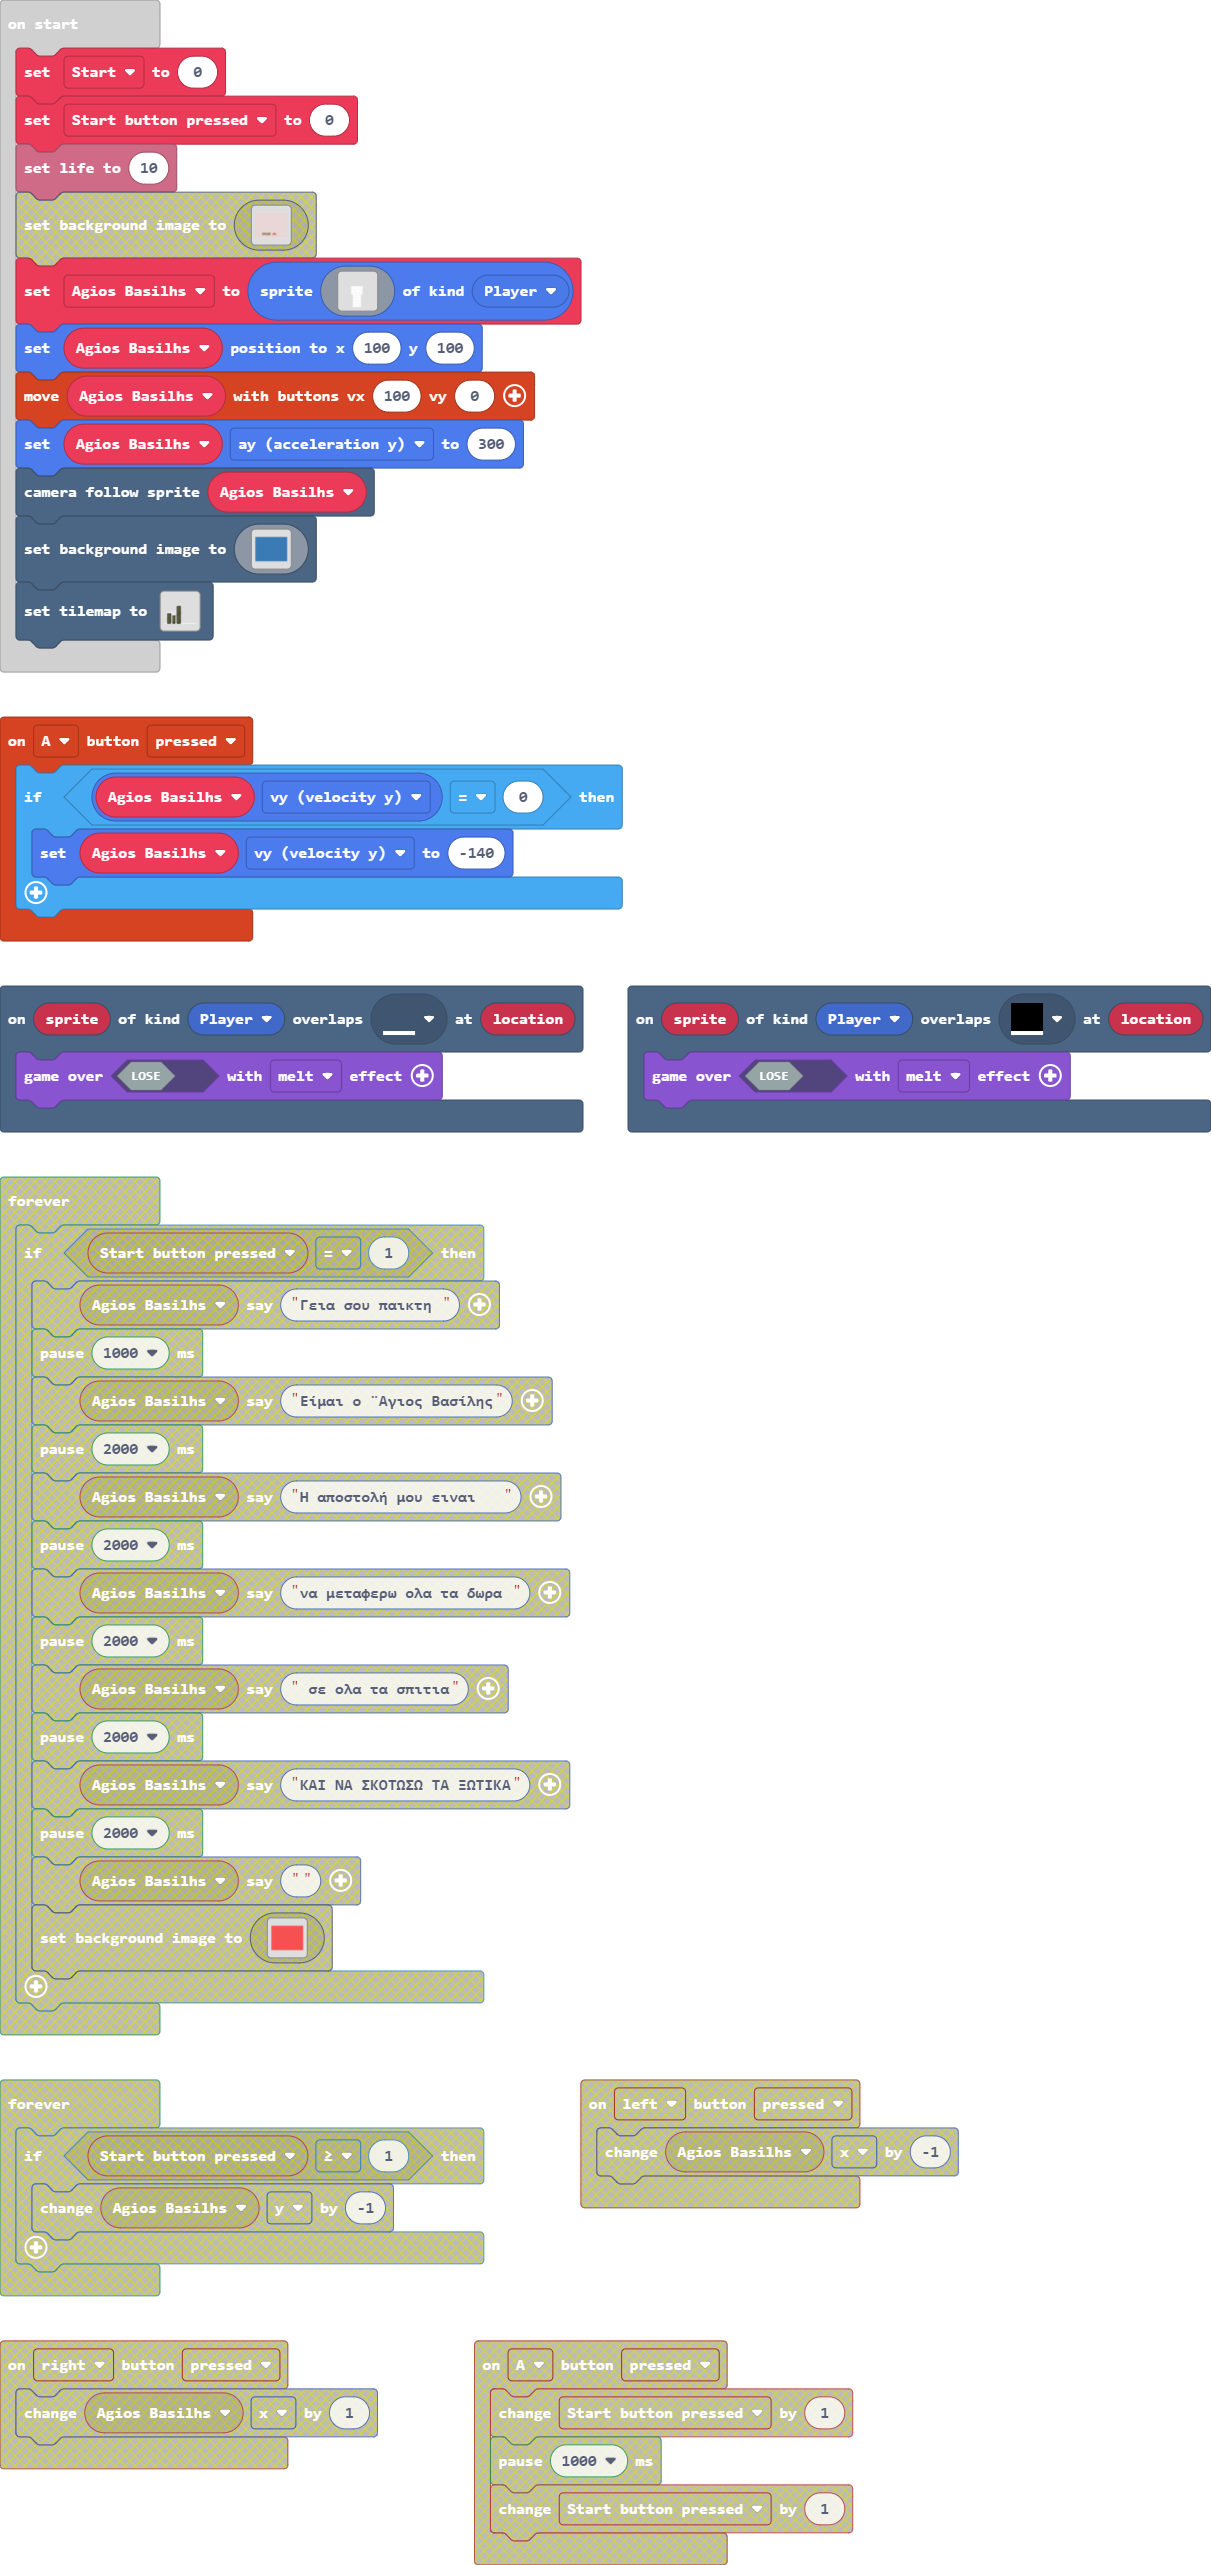 on start
set Start to 0
set Start button pressed to 0
set life to 10
set background image to
set Agios Basilhs to sprite of kind Player
set Agios Basilhs position to x 100 y 100
move Agios Basilhs with buttons vx 100 vy 0
set Agios Basilhs ay (acceleration y) to 300
camera follow sprite Agios Basilhs
set background image to
set tilemap to
on A button pressed
if Agios Basilhs vy (velocity y) = 0 then
set Agios Basilhs vy (velocity y) to -140
on sprite of kind Player overlaps at location
game over LOSE with melt effect
on sprite of kind Player overlaps at location
game over LOSE with melt effect
forever
if Start button pressed = 1 then
Agios Basilhs say "Γεια σου παικτη "
pause 1000 ms
Agios Basilhs say "Είμαι ο ¨Αγιος Βασίλης"
pause 2000 ms
Agios Basilhs say "Η αποστολή μου ειναι   "
pause 2000 ms
Agios Basilhs say "να μεταφερω ολα τα δωρα "
pause 2000 ms
Agios Basilhs say " σε ολα τα σπιτια"
pause 2000 ms
Agios Basilhs say "ΚΑΙ ΝΑ ΣΚΟΤΩΣΩ ΤΑ ΞΩΤΙΚΑ"
pause 2000 ms
Agios Basilhs say ""
set background image to
forever
if Start button pressed ≥ 1 then
change Agios Basilhs y by -1
on left button pressed
change Agios Basilhs x by -1
on right button pressed
change Agios Basilhs x by 1
on A button pressed
change Start button pressed by 1
pause 1000 ms
change Start button pressed by 1